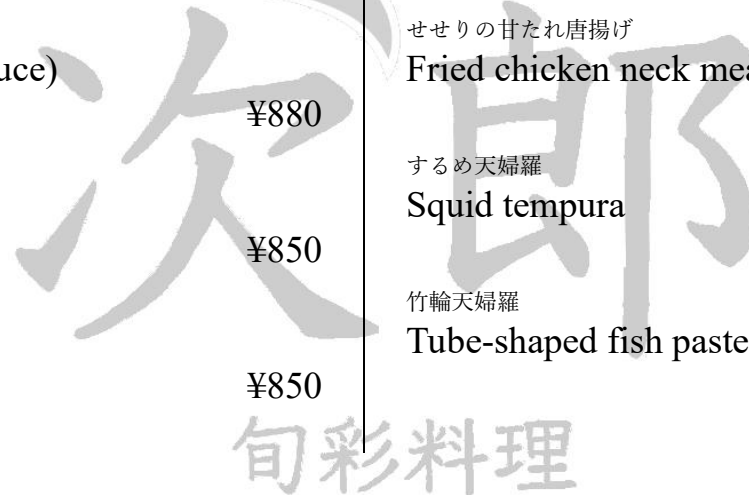 uce)
¥880
¥850
¥850
せせりの甘たれ唐揚げ
Fried chicken neck mea
するめ天婦羅
Squid tempura
竹輪天婦羅
Tube-shaped fish paste
次郎
旬彩料理